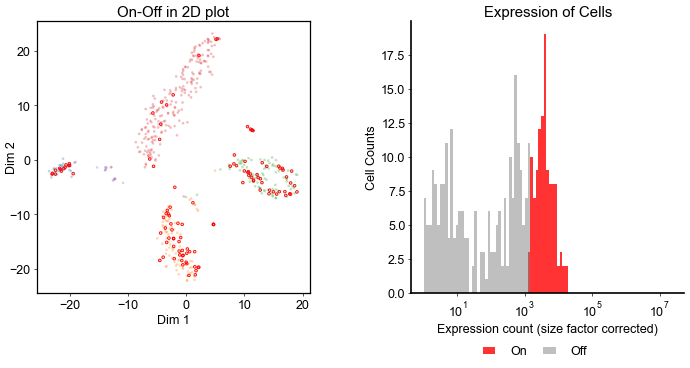 On-Off in 2D plot
20
10
0
−10
−20
Dim 2
−20
−10
0
10
20
Dim 1
Expression of Cells
17.5
15.0
12.5
10.0
7.5
5.0
2.5
0.0
Cell Counts
10^1
10^3
10^5
10^7
Expression count (size factor corrected)
On
Off